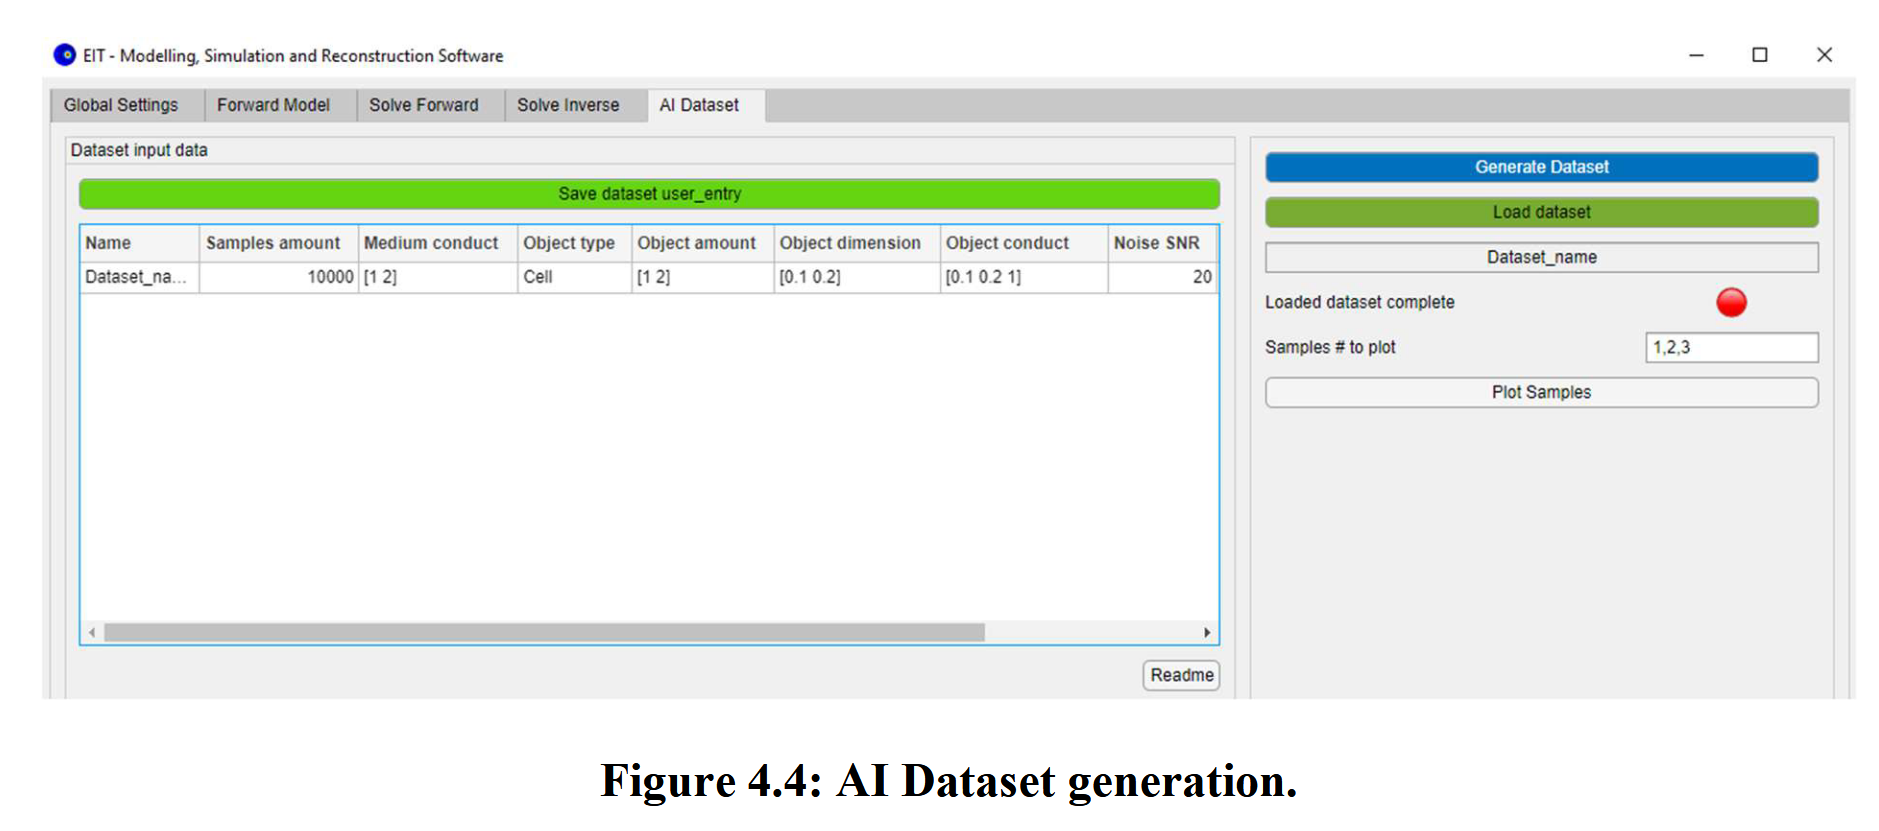 EIT - Modelling, Simulation and Reconstruction Software
Global Settings Forward Model Solve Forward Solve Inverse AI Dataset
Dataset input data
Save dataset user_entry
Name Samples amount Medium conduct Object type Object amount Object dimension Object conduct Noise SNR
Dataset_na... 10000 [1 2] Cell [1 2] [0.1 0.2] [0.1 0.2 1] 20
Readme
Generate Dataset
Load dataset
Dataset_name
Loaded dataset complete
Samples # to plot 1,2,3
Plot Samples
Figure 4.4: AI Dataset generation.